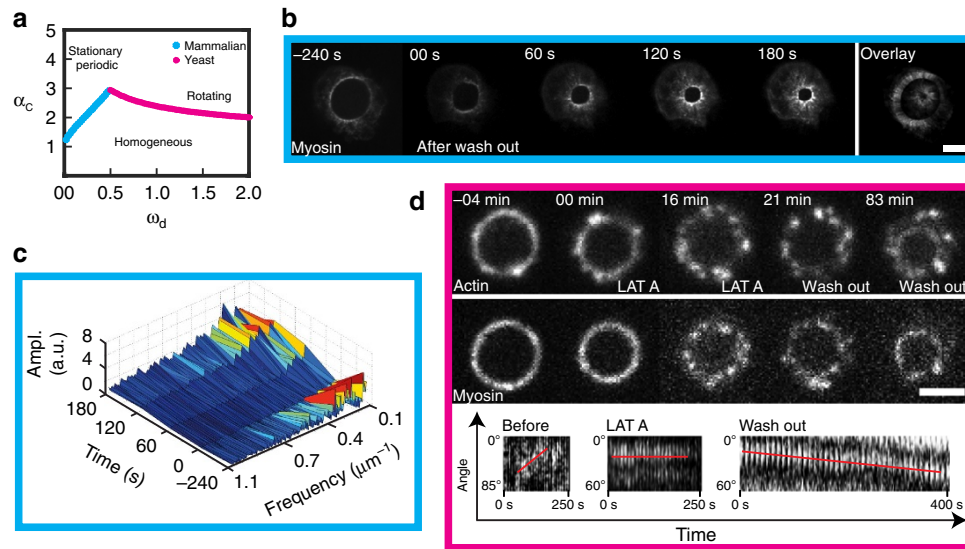 a
5
4
3
2
1
α_C
Stationary
periodic
Mammalian
Yeast
Rotating
Homogeneous
00 0.5 1.0 1.5 2.0
ω_d
b
–240 s 00 s 60 s 120 s 180 s Overlay
Myosin After wash out
c
Ampl.
(a.u.)
8
4
0
180
120
60
0
–240
Time (s)
1.1
0.7
0.4
0.1
Frequency (μm⁻¹)
d
–04 min 00 min 16 min 21 min 83 min
Actin LAT A LAT A Wash out Wash out
Myosin
Before LAT A Wash out
Angle
0° 0° 0°
85° 60° 60°
0 s 250 s 0 s 250 s 0 s 400 s
Time